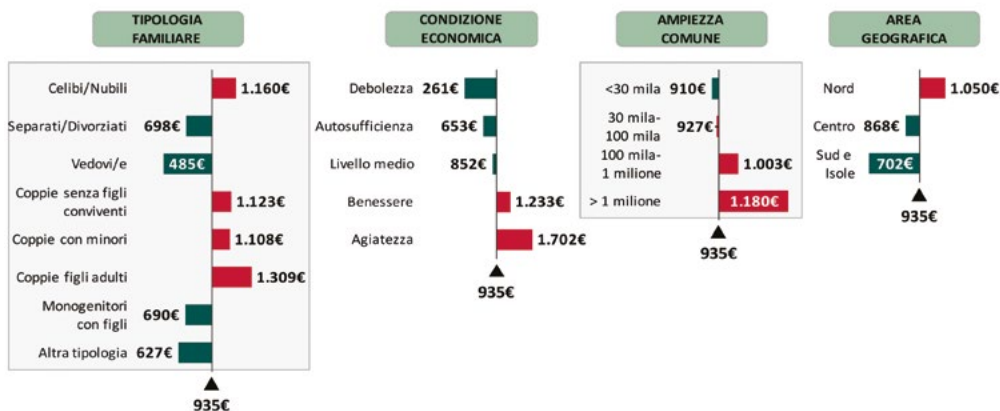 TIPOLOGIA
FAMILIARE
Celibi/Nubili
1.160€
Separati/Divorziati
698€
Vedovi/e
485€
Coppie senza figli
conviventi
1.123€
Coppie con minori
1.108€
Coppie figli adulti
1.309€
Monogenitori
con figli
690€
Altra tipologia
627€
935€
CONDIZIONE
ECONOMICA
Debolezza
261€
Autosufficienza
653€
Livello medio
852€
Benessere
1.233€
Agiatezza
1.702€
935€
AMPIEZZA
COMUNE
<30 mila
910€
30 mila-
100 mila
927€
100 mila-
1 milione
1.003€
> 1 milione
1.180€
935€
AREA
GEOGRAFICA
Nord
1.050€
Centro
868€
Sud e
Isole
702€
935€